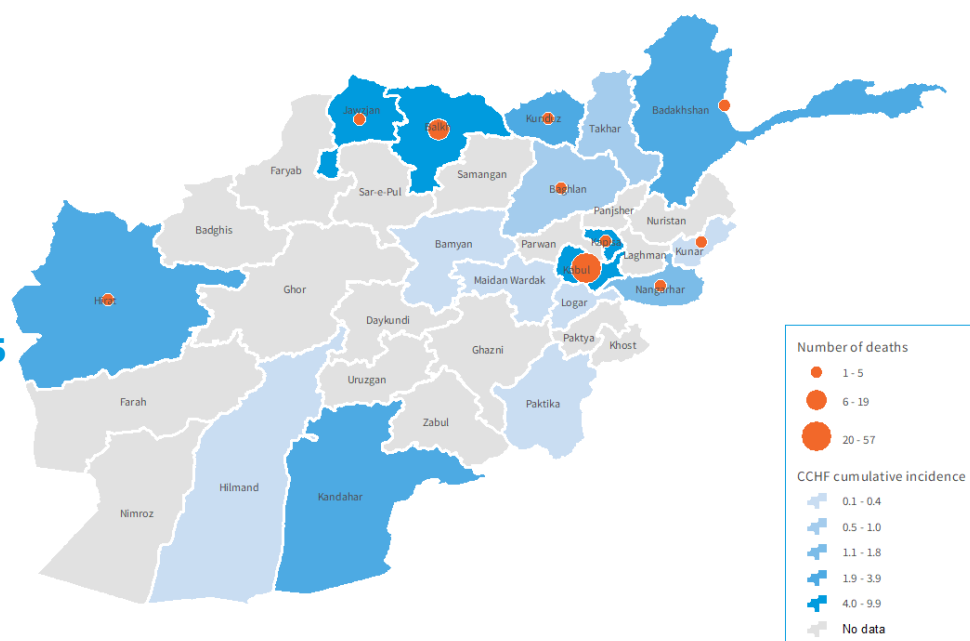 Jawzjan
Balkh
Kunduz
Takhar
Badakhshan
Faryab
Sar-e-Pul
Samangan
Baghlan
Panjsher
Nuristan
Badghis
Bamyan
Parwan
Kapisa
Laghman
Kunar
Kabul
Maidan Wardak
Nangarhar
Logar
Hirat
Ghor
Daykundi
Ghazni
Paktya
Khost
Uruzgan
Farah
Zabul
Paktika
Hilmand
Kandahar
Nimroz
5
Number of deaths
1 - 5
6 - 19
20 - 57
CCHF cumulative incidence
0.1 - 0.4
0.5 - 1.0
1.1 - 1.8
1.9 - 3.9
4.0 - 9.9
No data